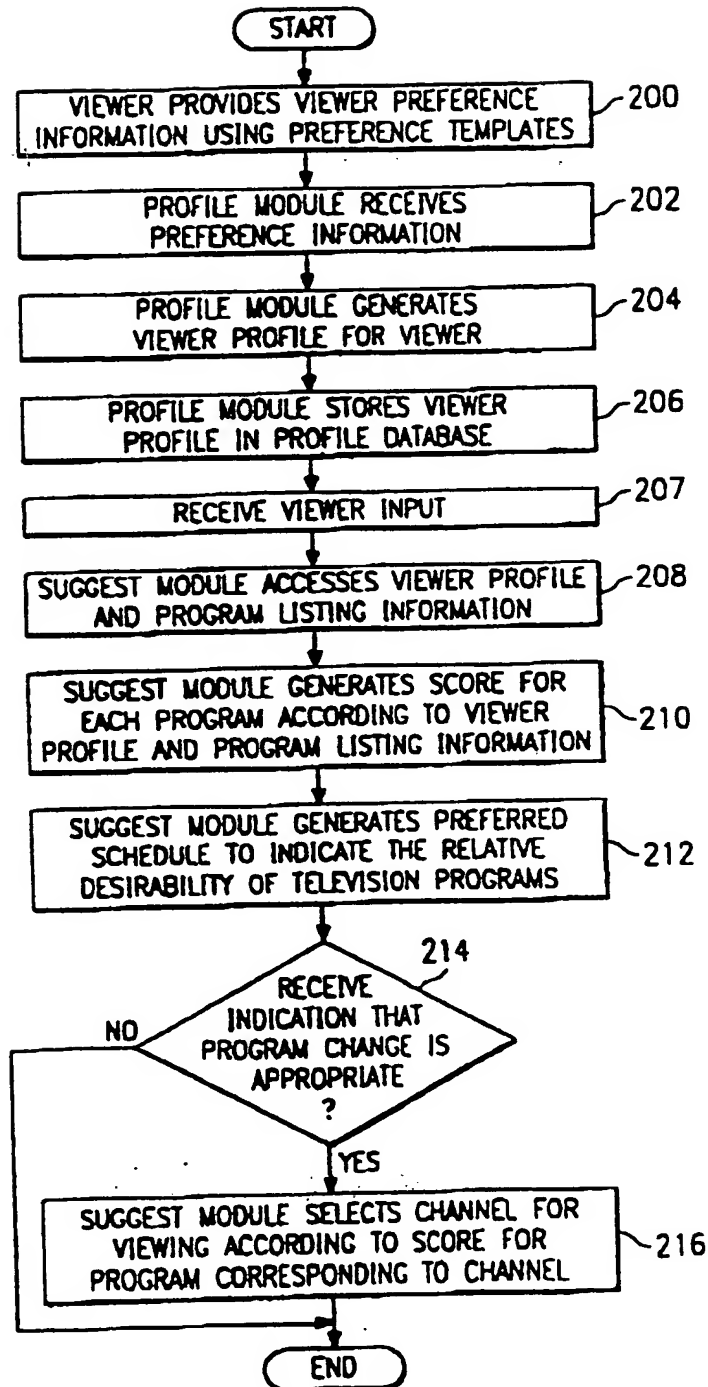 START
VIEWER PROVIDES VIEWER PREFERENCE
INFORMATION USING PREFERENCE TEMPLATES
200
PROFILE MODULE RECEIVES
PREFERENCE INFORMATION
202
PROFILE MODULE GENERATES
VIEWER PROFILE FOR VIEWER
204
PROFILE MODULE STORES VIEWER
PROFILE IN PROFILE DATABASE
206
RECEIVE VIEWER INPUT
207
SUGGEST MODULE ACCESSES VIEWER PROFILE
AND PROGRAM LISTING INFORMATION
208
SUGGEST MODULE GENERATES SCORE FOR
EACH PROGRAM ACCORDING TO VIEWER
PROFILE AND PROGRAM LISTING INFORMATION
210
SUGGEST MODULE GENERATES PREFERRED
SCHEDULE TO INDICATE THE RELATIVE
DESIRABILITY OF TELEVISION PROGRAMS
212
214
RECEIVE
INDICATION THAT
PROGRAM CHANGE IS
APPROPRIATE
?
NO
YES
SUGGEST MODULE SELECTS CHANNEL FOR
VIEWING ACCORDING TO SCORE FOR
PROGRAM CORRESPONDING TO CHANNEL
216
END